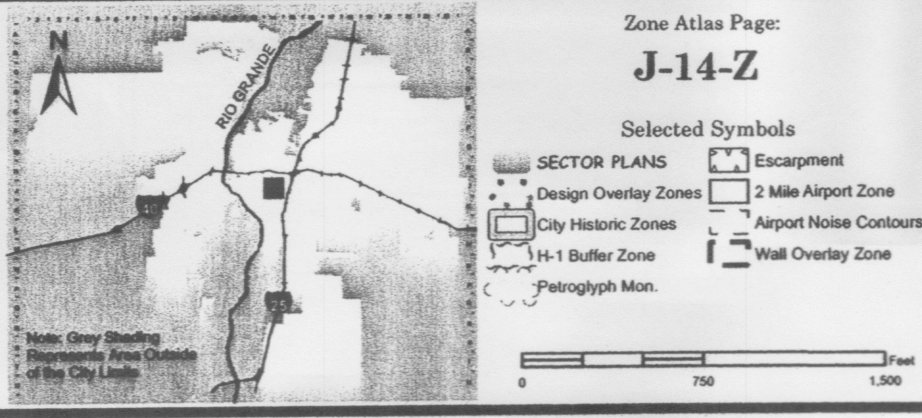 N
RIO GRANDE
40
25
Note: Grey Shading
Represents Area Outside
of the City Limits
Zone Atlas Page:
J-14-Z
Selected Symbols
SECTOR PLANS
Design Overlay Zones
City Historic Zones
H-1 Buffer Zone
Petroglyph Mon.
Escarpment
2 Mile Airport Zone
Airport Noise Contours
Wall Overlay Zone
Feet
0 750 1,500